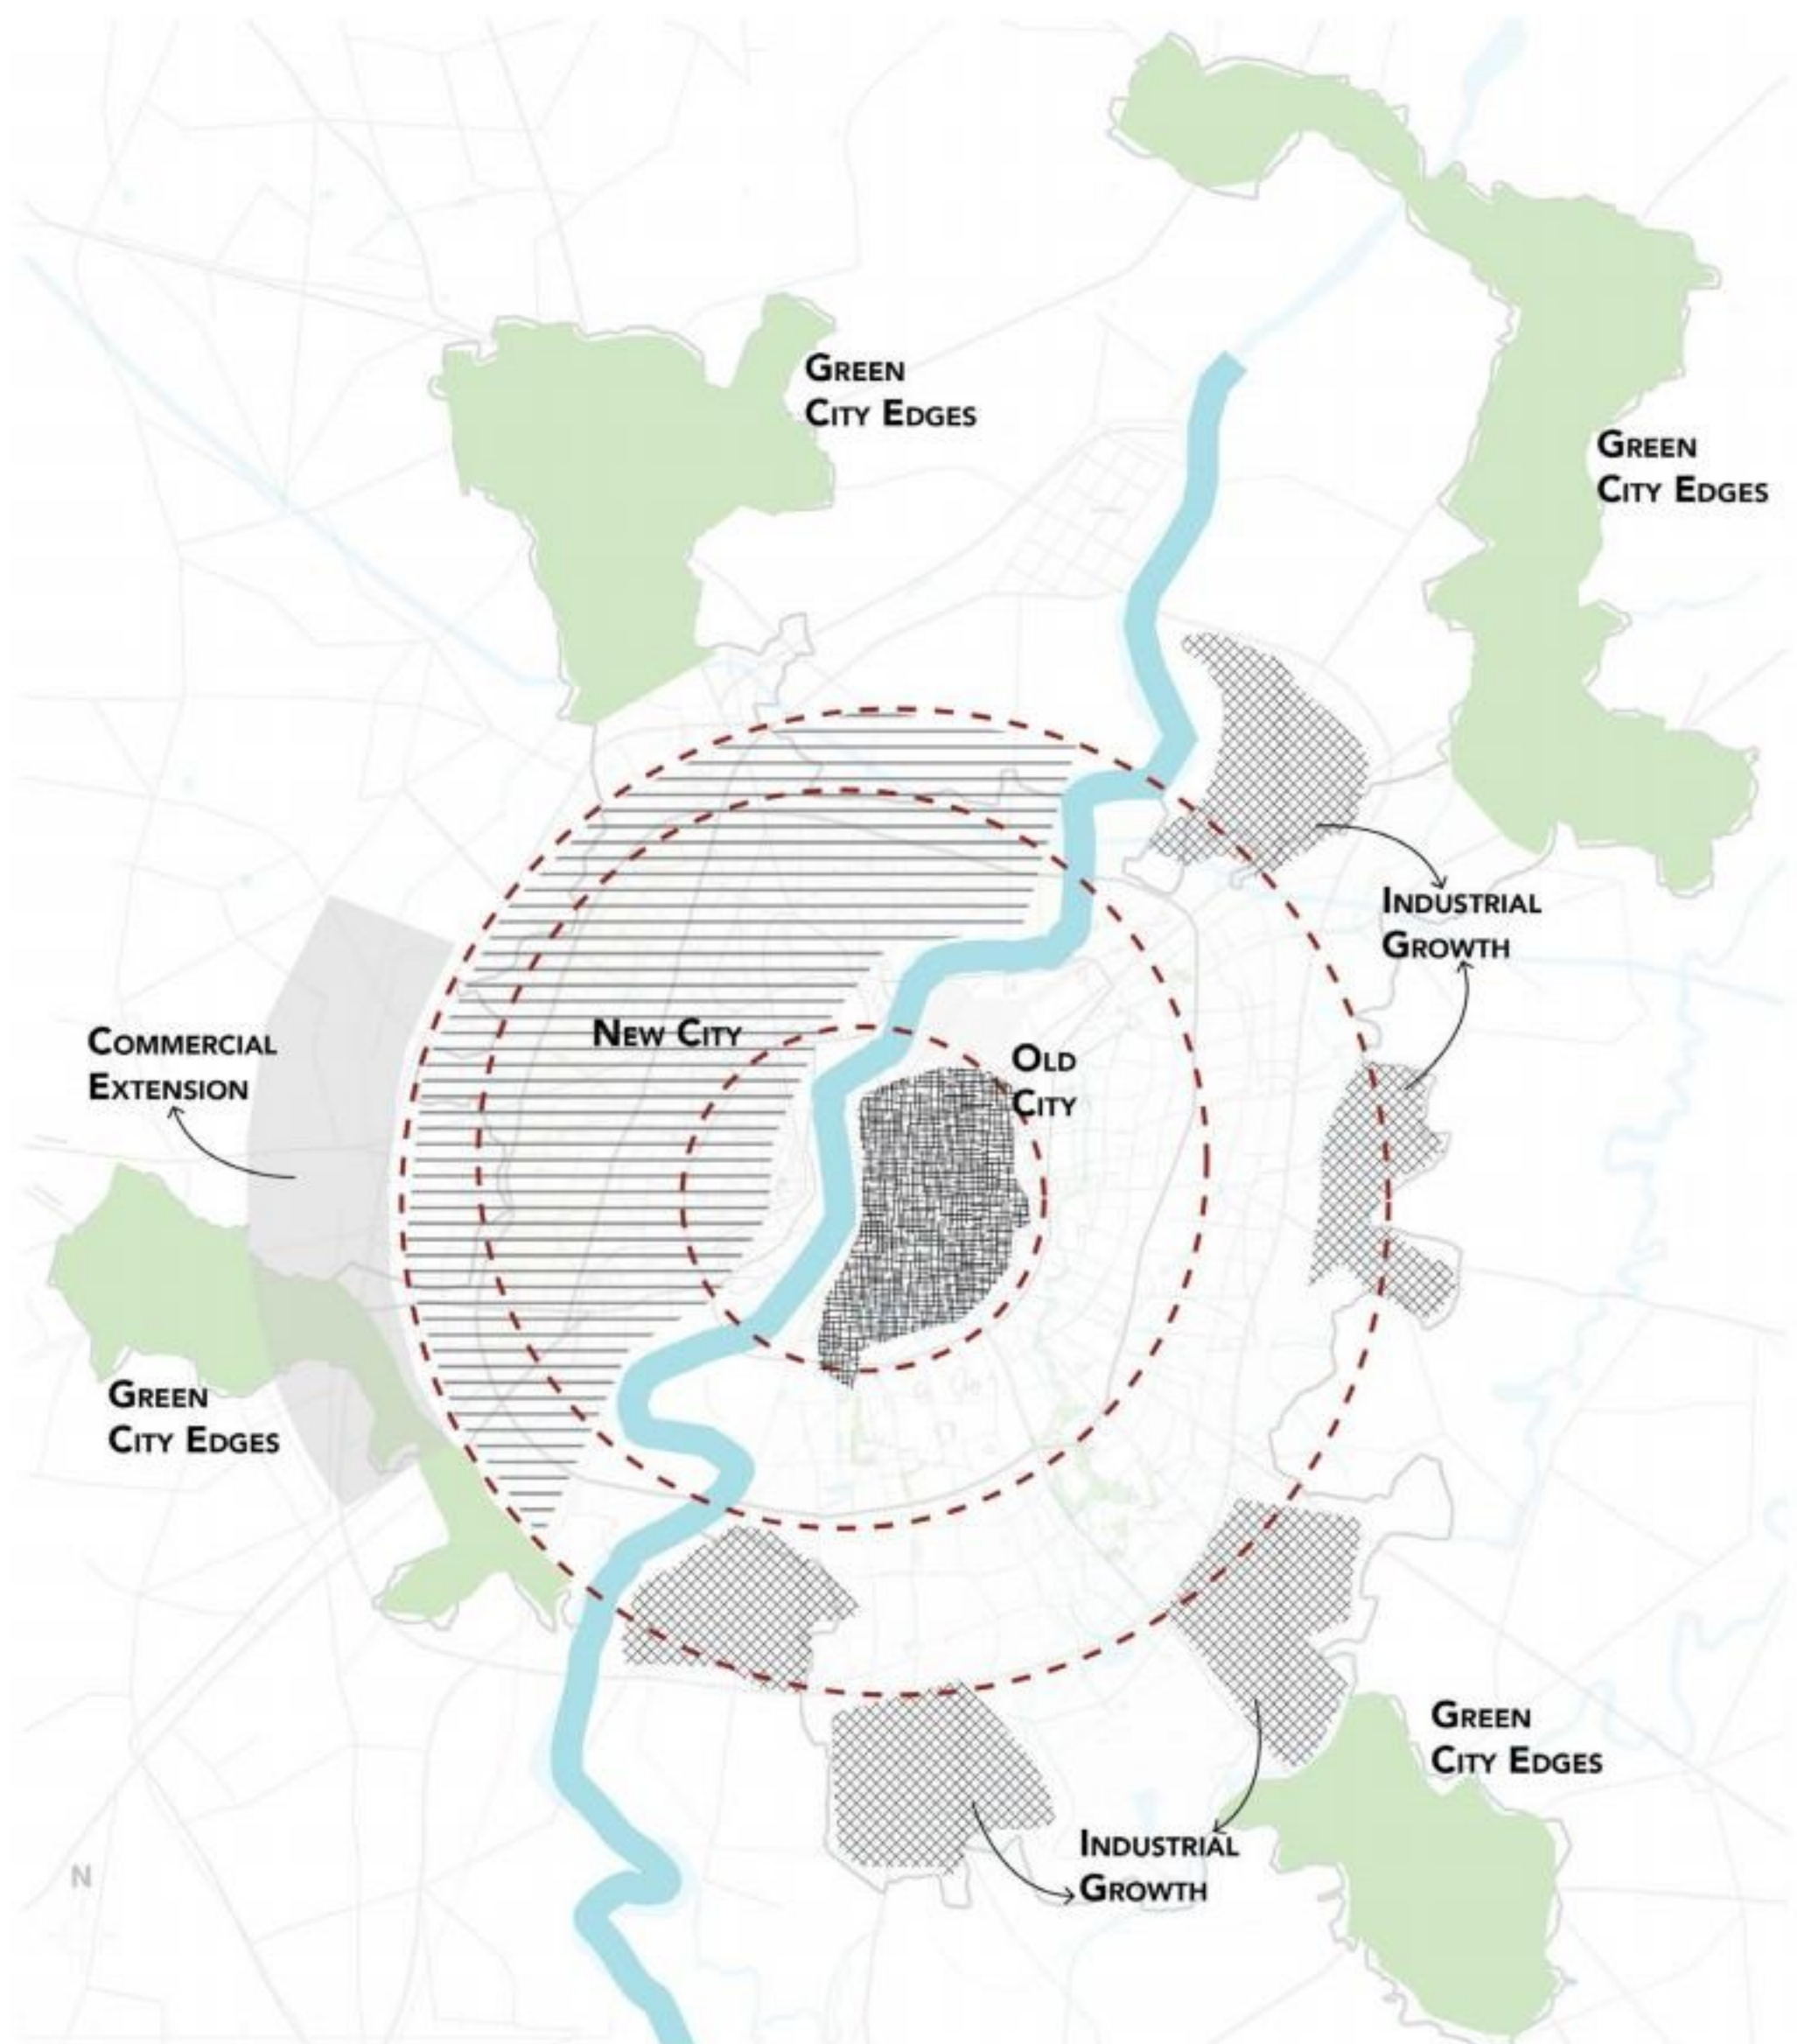 Green
City Edges
Green
City Edges
Industrial
Growth
New City
Old
City
Commercial
Extension
Green
City Edges
Green
City Edges
Industrial
Growth
N